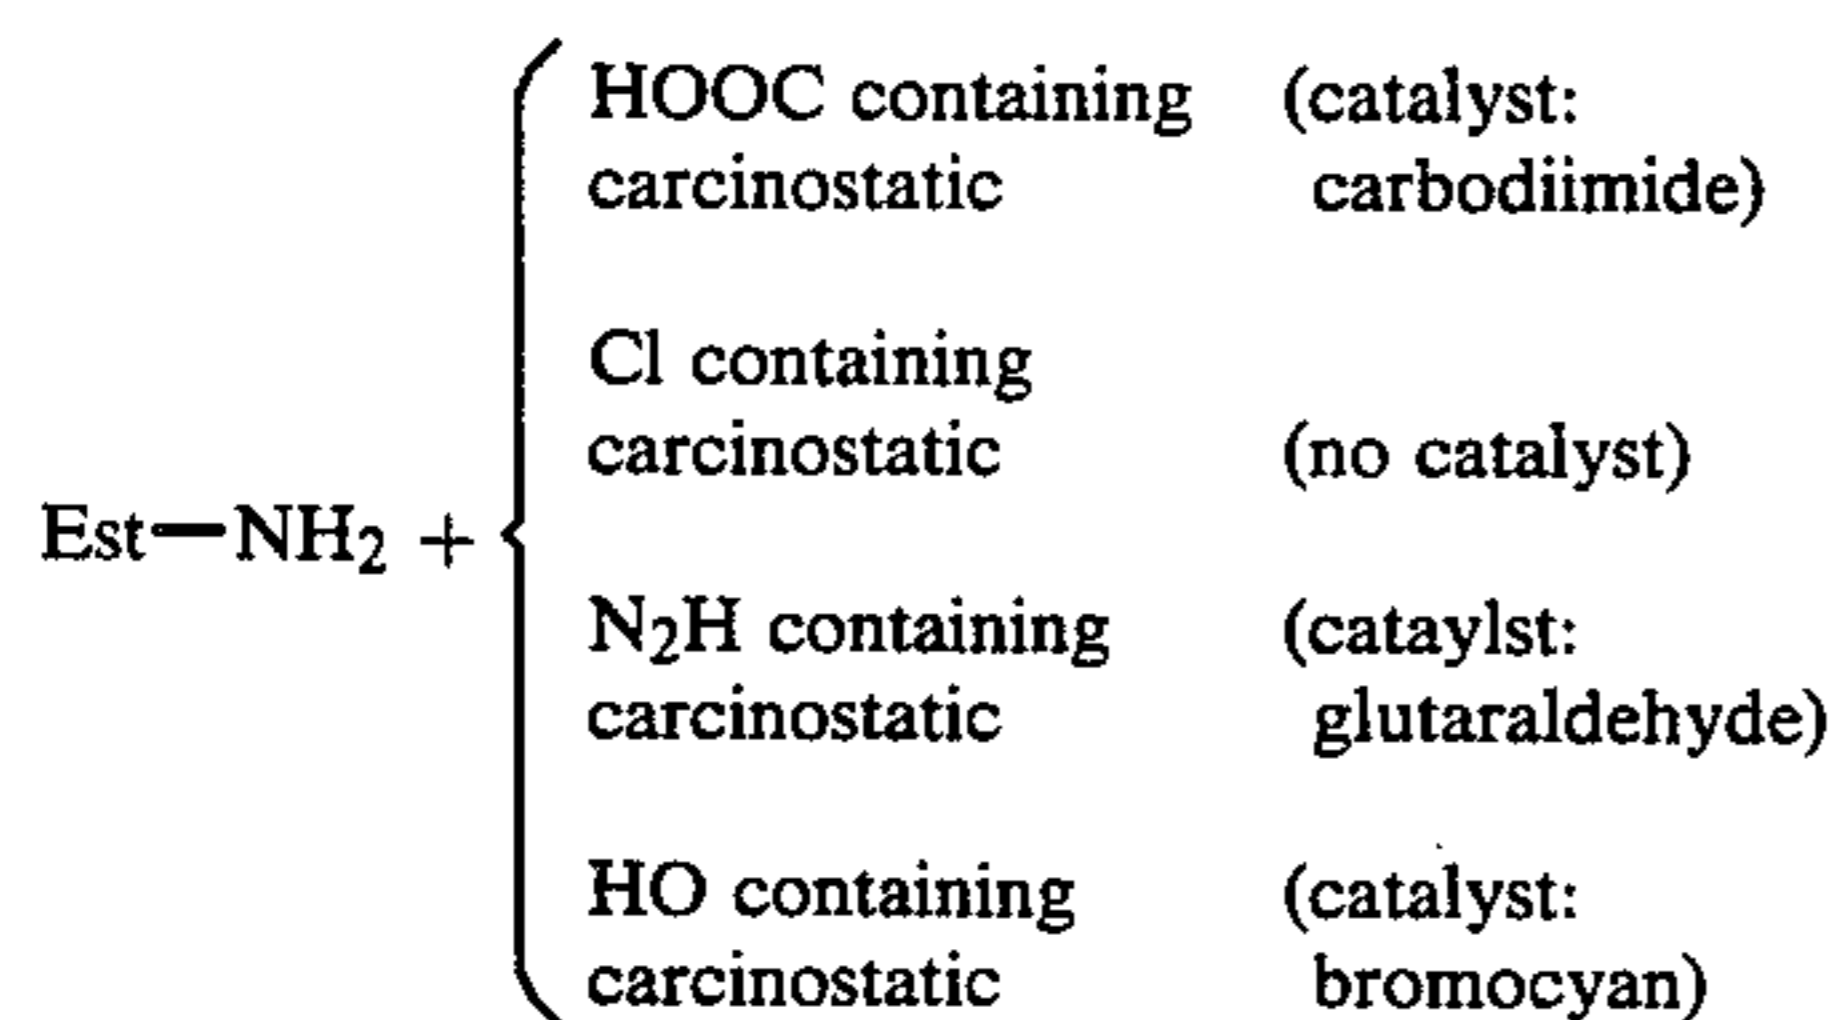 HOOC containing (catalyst:
carcinostatic carbodiimide)
Cl containing
carcinostatic (no catalyst)
Est—NH₂ +
N₂H containing (cataylst:
carcinostatic glutaraldehyde)
HO containing (catalyst:
carcinostatic bromocyan)